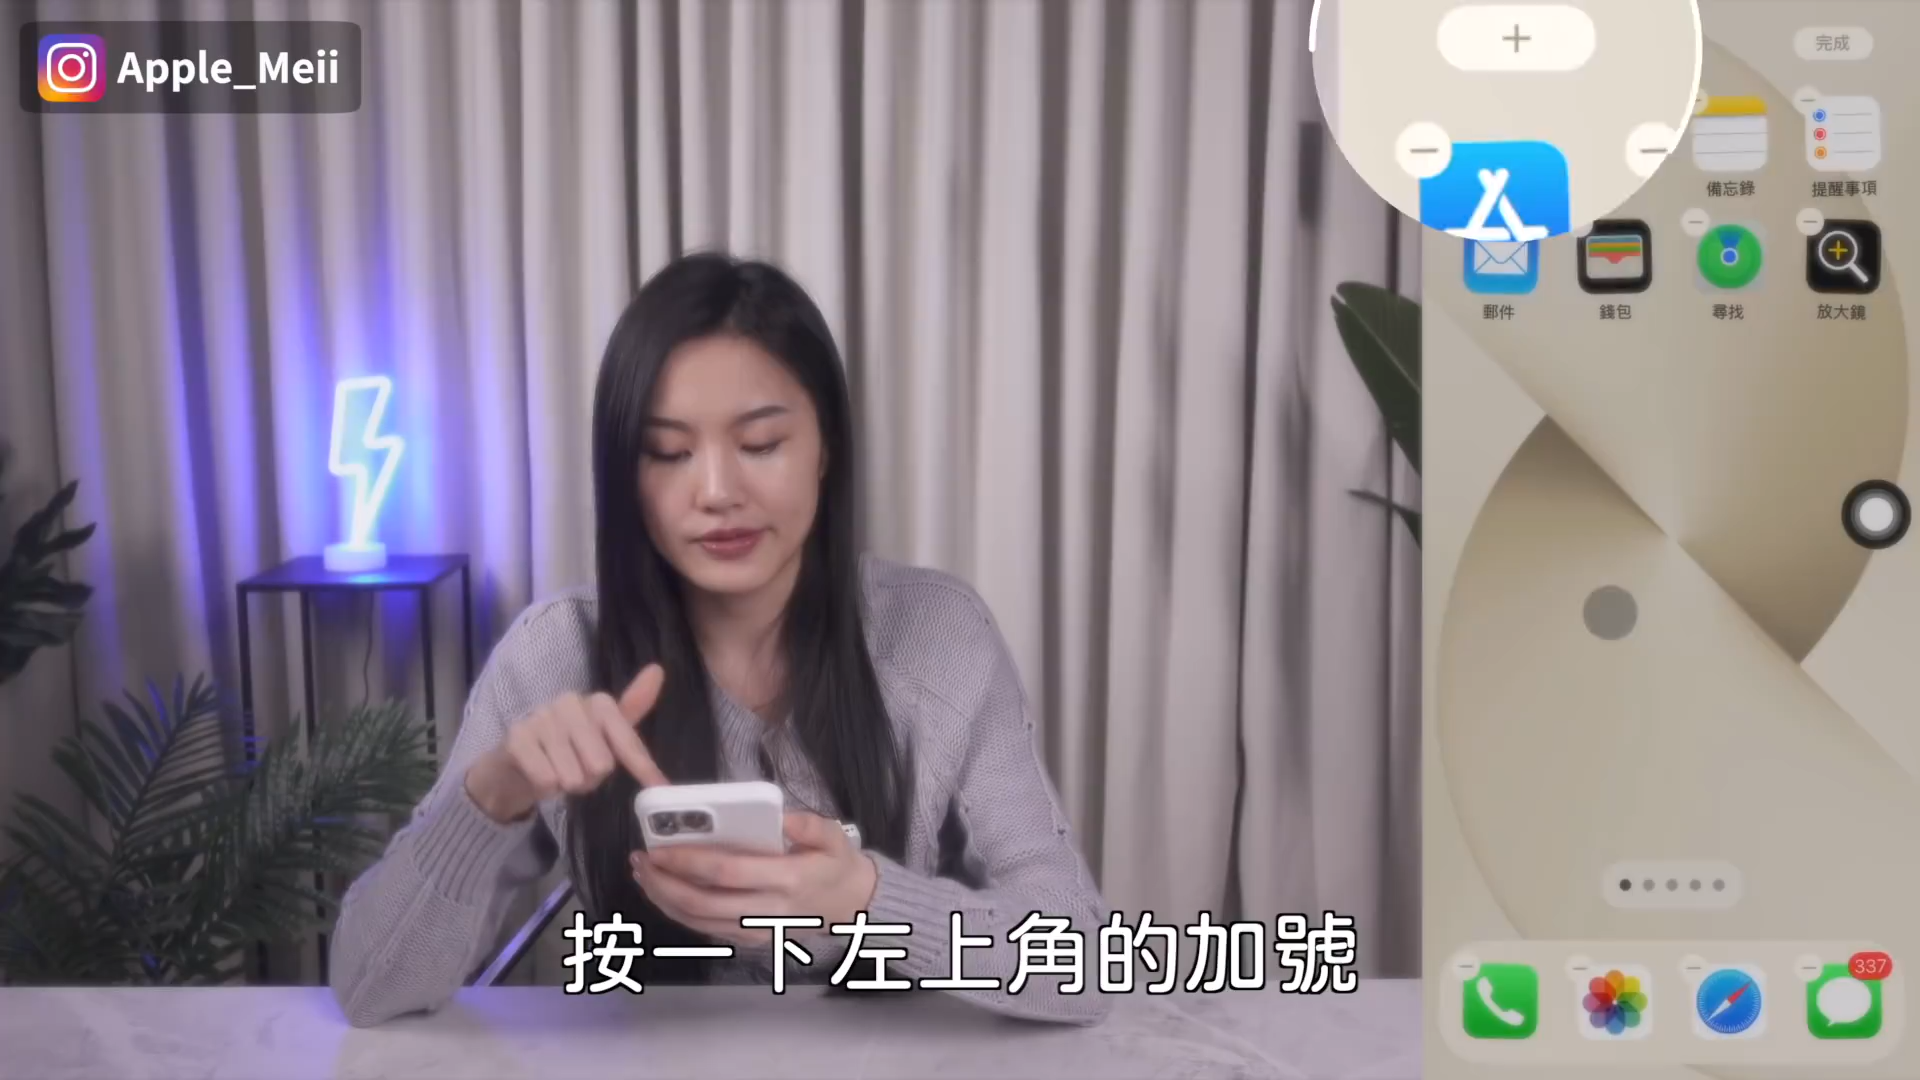 Apple_Meii
+
完成
備忘錄
提醒事項
郵件
錢包
尋找
放大鏡
按一下左上角的加號
337